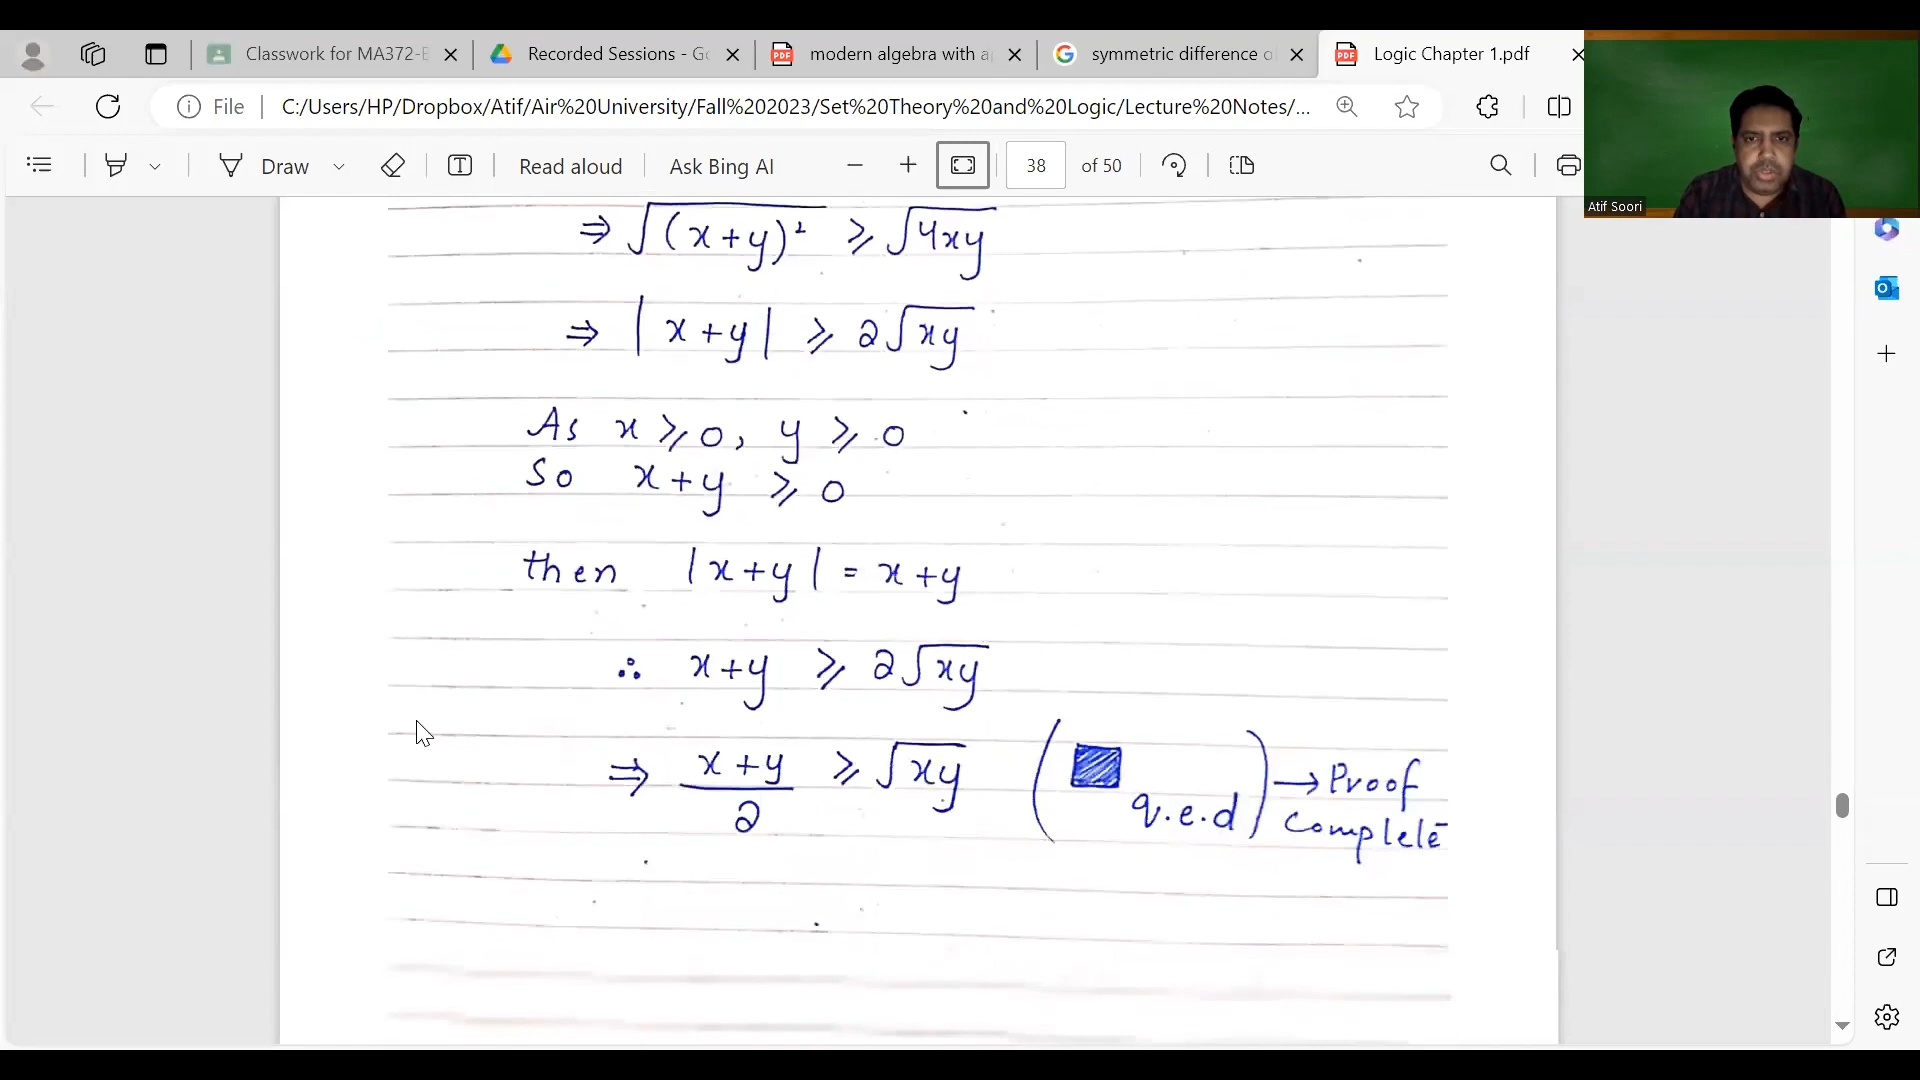 Classwork for MA372-E
Recorded Sessions - Go
modern algebra with a
symmetric difference o
Logic Chapter 1.pdf
File
C:/Users/HP/Dropbox/Atif/Air%20University/Fall%202023/Set%20Theory%20and%20Logic/Lecture%20Notes/...
Draw
Read aloud
Ask Bing AI
38 of 50
Atif Soori
⇒ √(x+y)² ≥ √4xy
⇒ |x+y| ≥ 2√xy
As x ≥ 0, y ≥ 0
So x+y ≥ 0
then |x+y| = x+y
∴ x+y ≥ 2√xy
⇒ x+y/2 ≥ √xy (■ q.e.d) → Proof
complete